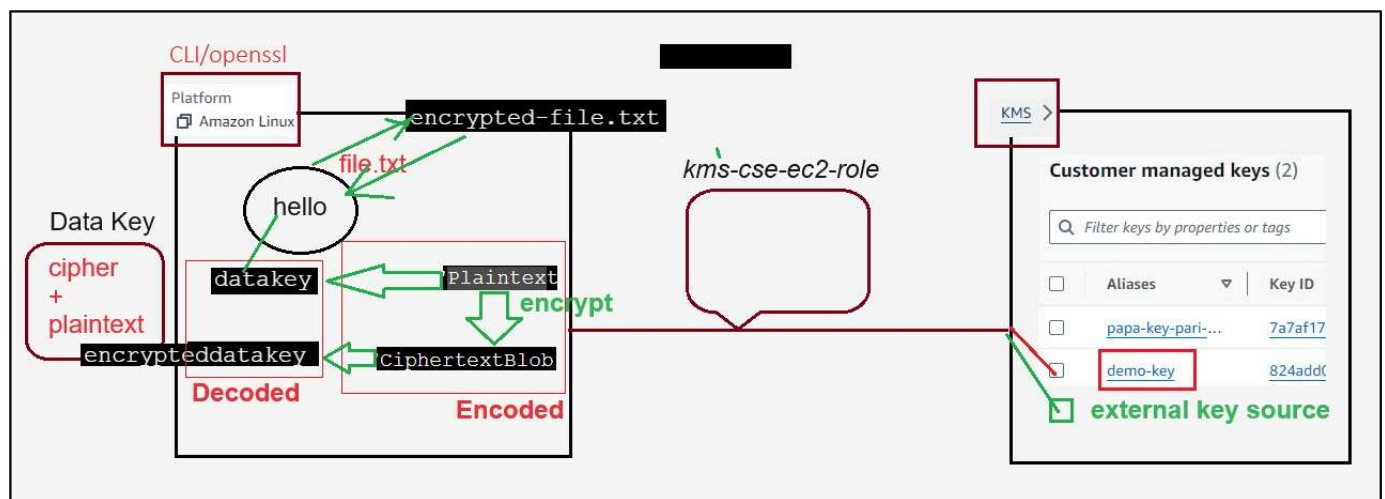 CLI/openssl
Platform
Amazon Linux
encrypted-file.txt
file.txt
hello
Data Key
cipher
+
plaintext
datakey
Plaintext
encrypt
encrypteddatakey
CiphertextBlob
Decoded
Encoded
kms-cse-ec2-role
KMS
Customer managed keys (2)
Filter keys by properties or tags
Aliases
Key ID
papa-key-pari-...
7a7af17
demo-key
824add0
external key source